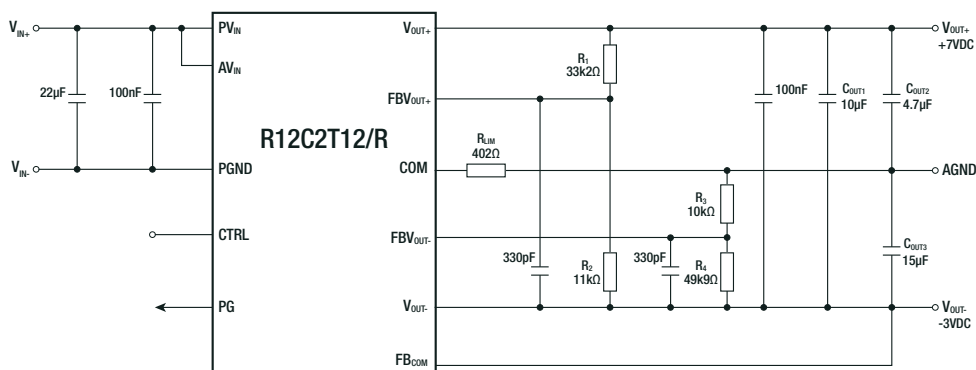 VIN+
PVIN
VOUT+
VOUT+
+7VDC
R1
33k2Ω
AVIN
22µF
100nF
FBVOUT+
100nF
COUT1
10µF
COUT2
4.7µF
R12C2T12/R
RLIM
402Ω
VIN-
PGND
COM
AGND
R3
10kΩ
CTRL
FBVOUT-
330pF
R2
11kΩ
330pF
R4
49k9Ω
COUT3
15µF
PG
VOUT-
VOUT-
-3VDC
FBCOM